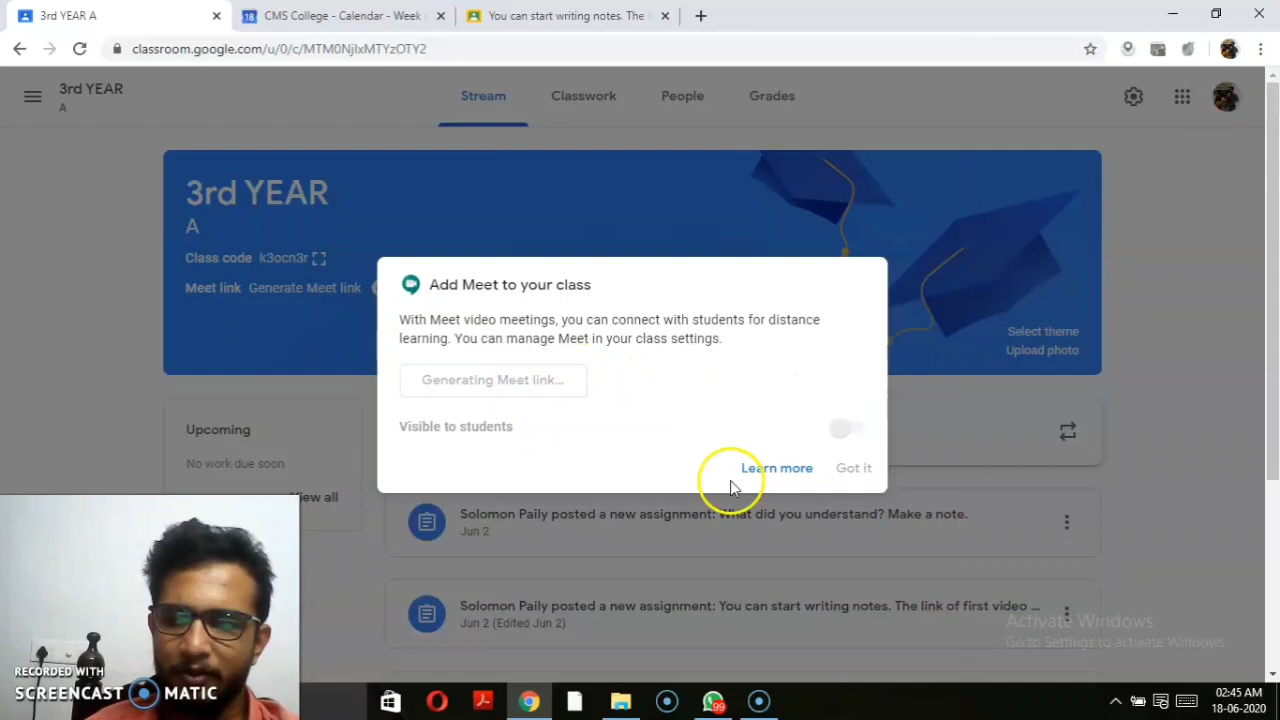 3rd YEAR A
CMS College - Calendar - Week
You can start writing notes. The
classroom.google.com/u/0/c/MTM0NjIxMTYzOTY2
3rd YEAR
A
Stream
Classwork
People
Grades
3rd YEAR
A
Class code k3ocn3r
Meet link Generate Meet link
Select theme
Upload photo
Add Meet to your class
With Meet video meetings, you can connect with students for distance
learning. You can manage Meet in your class settings.
Generating Meet link...
Visible to students
Learn more Got it
Upcoming
No work due soon
View all
Solomon Paily posted a new assignment: What did you understand? Make a note.
Jun 2
Solomon Paily posted a new assignment: You can start writing notes. The link of first video ...
Jun 2 (Edited Jun 2)
Activate Windows
Go to Settings to activate Windows.
RECORDED WITH
SCREENCAST MATIC
99
02:45 AM
18-06-2020